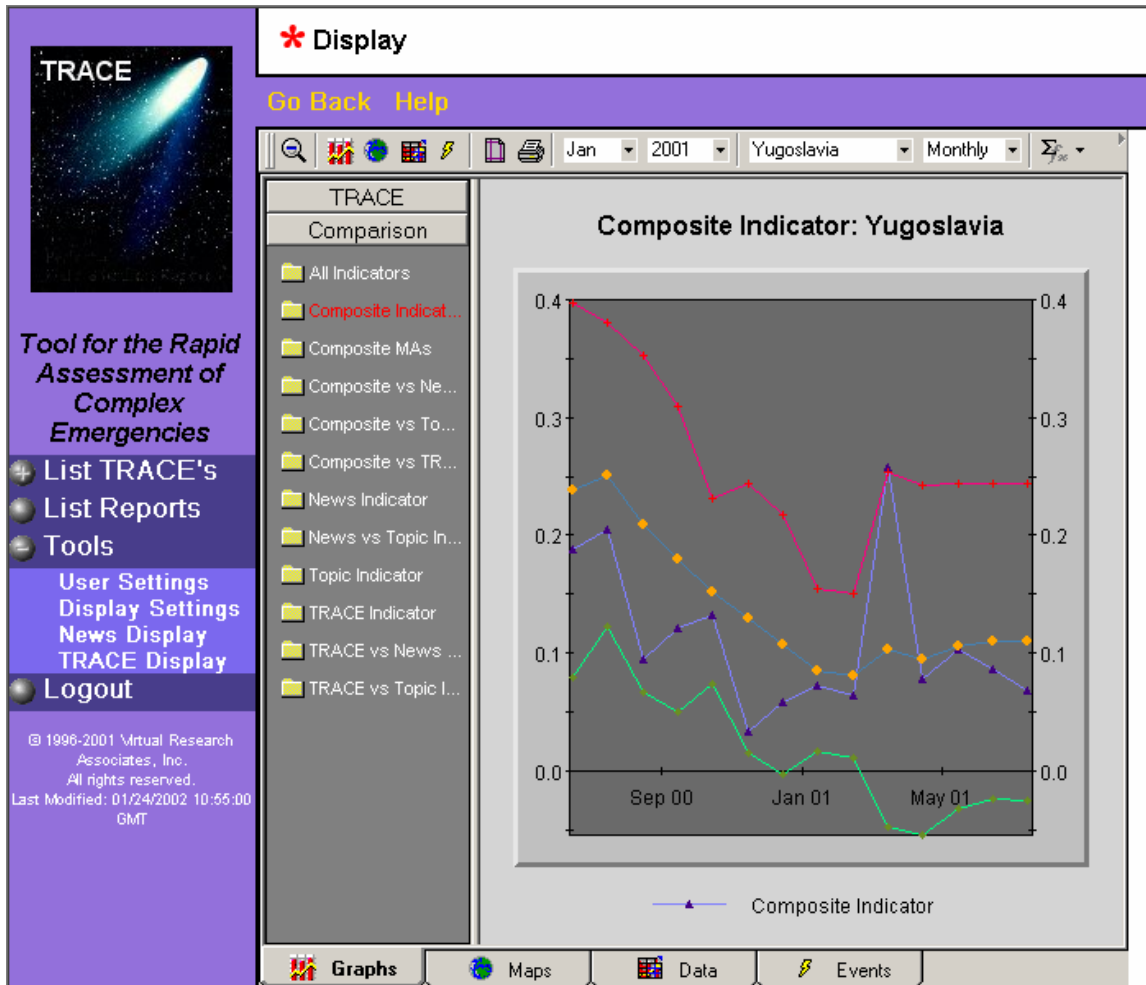 TRACE
Tool for the Rapid
Assessment of
Complex
Emergencies
List TRACE's
List Reports
Tools
User Settings
Display Settings
News Display
TRACE Display
Logout
© 1996-2001 Virtual Research
Associates, Inc.
All rights reserved.
Last Modified: 01/24/2002 10:55:00
GMT
* Display
Go Back Help
Jan 2001 Yugoslavia Monthly
TRACE
Comparison
All Indicators
Composite Indicat...
Composite MAs
Composite vs Ne...
Composite vs To...
Composite vs TR...
News Indicator
News vs Topic In...
Topic Indicator
TRACE Indicator
TRACE vs News ...
TRACE vs Topic I...
Composite Indicator: Yugoslavia
0.4 0.4
0.3 0.3
0.2 0.2
0.1 0.1
0.0 0.0
Sep 00 Jan 01 May 01
Composite Indicator
Graphs Maps Data Events